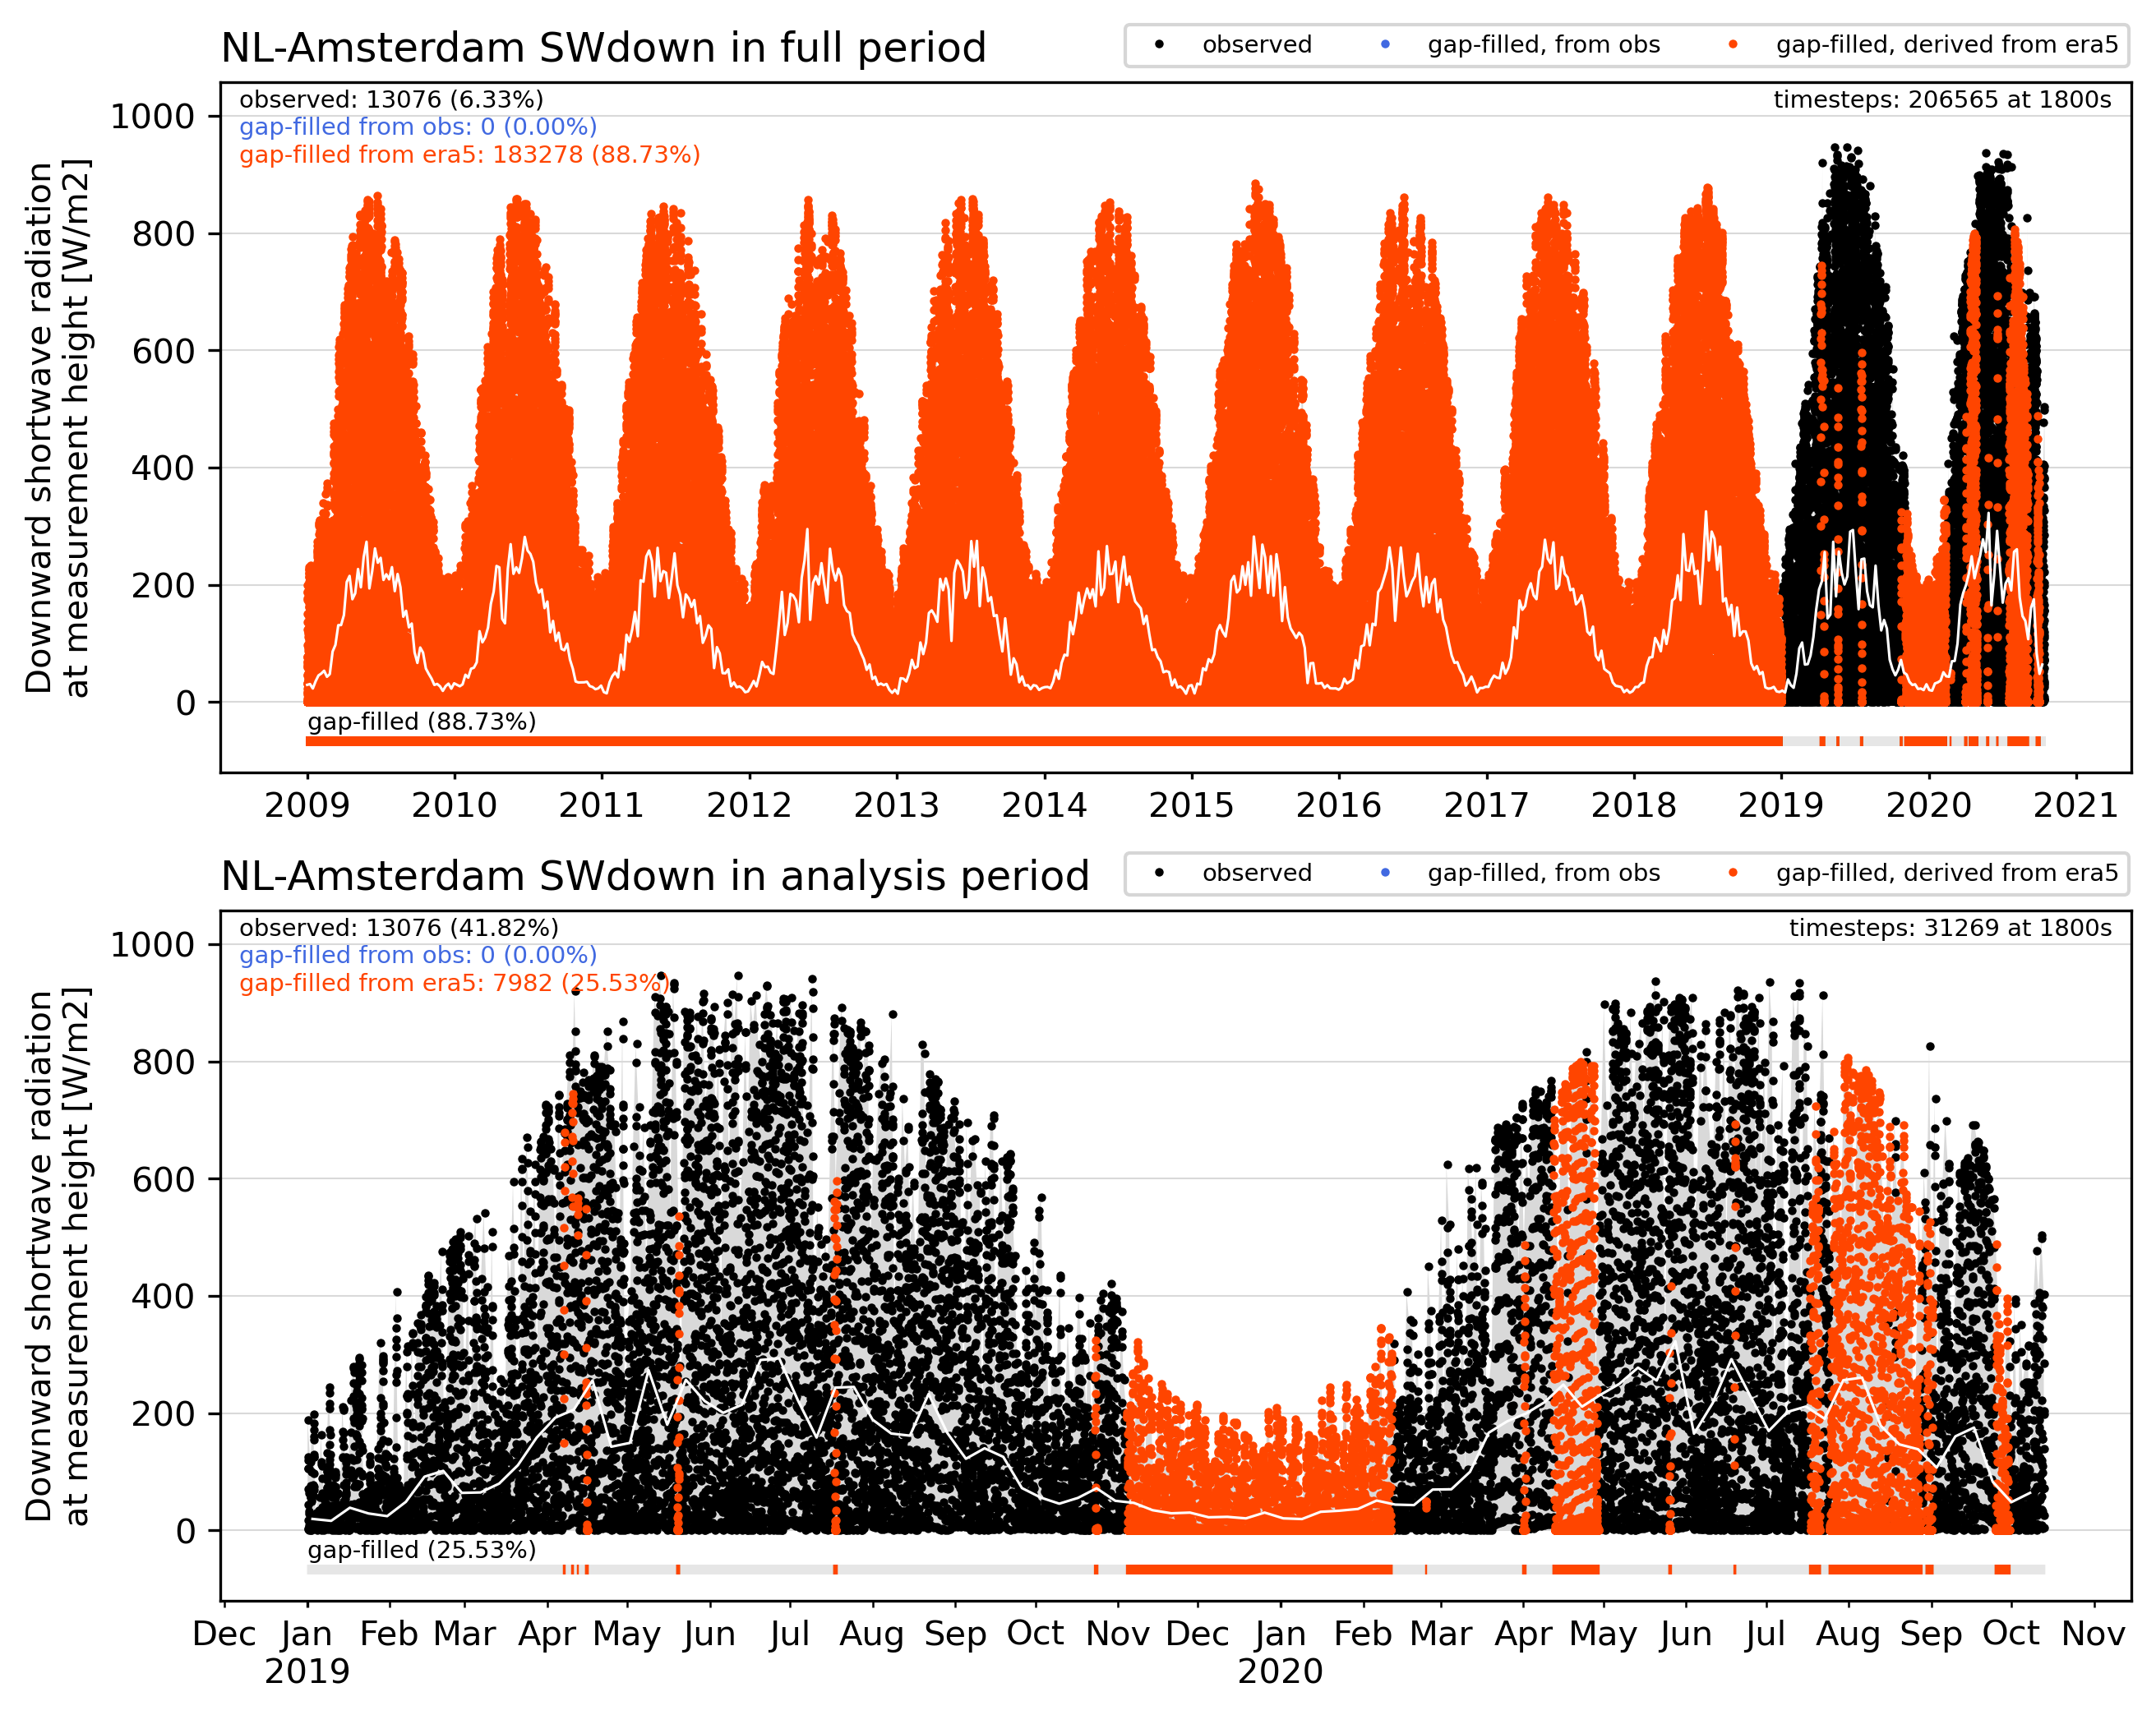 NL-Amsterdam SWdown in full period
observed
gap-filled, from obs
gap-filled, derived from era5
observed: 13076 (6.33%)
gap-filled from obs: 0 (0.00%)
gap-filled from era5: 183278 (88.73%)
timesteps: 206565 at 1800s
Downward shortwave radiation
at measurement height [W/m2]
1000
800
600
400
200
0
gap-filled (88.73%)
2009 2010 2011 2012 2013 2014 2015 2016 2017 2018 2019 2020 2021
NL-Amsterdam SWdown in analysis period
observed
gap-filled, from obs
gap-filled, derived from era5
observed: 13076 (41.82%)
gap-filled from obs: 0 (0.00%)
gap-filled from era5: 7982 (25.53%)
timesteps: 31269 at 1800s
Downward shortwave radiation
at measurement height [W/m2]
1000
800
600
400
200
0
gap-filled (25.53%)
Dec Jan Feb Mar Apr May Jun Jul Aug Sep Oct Nov Dec Jan Feb Mar Apr May Jun Jul Aug Sep Oct Nov
2019 2020